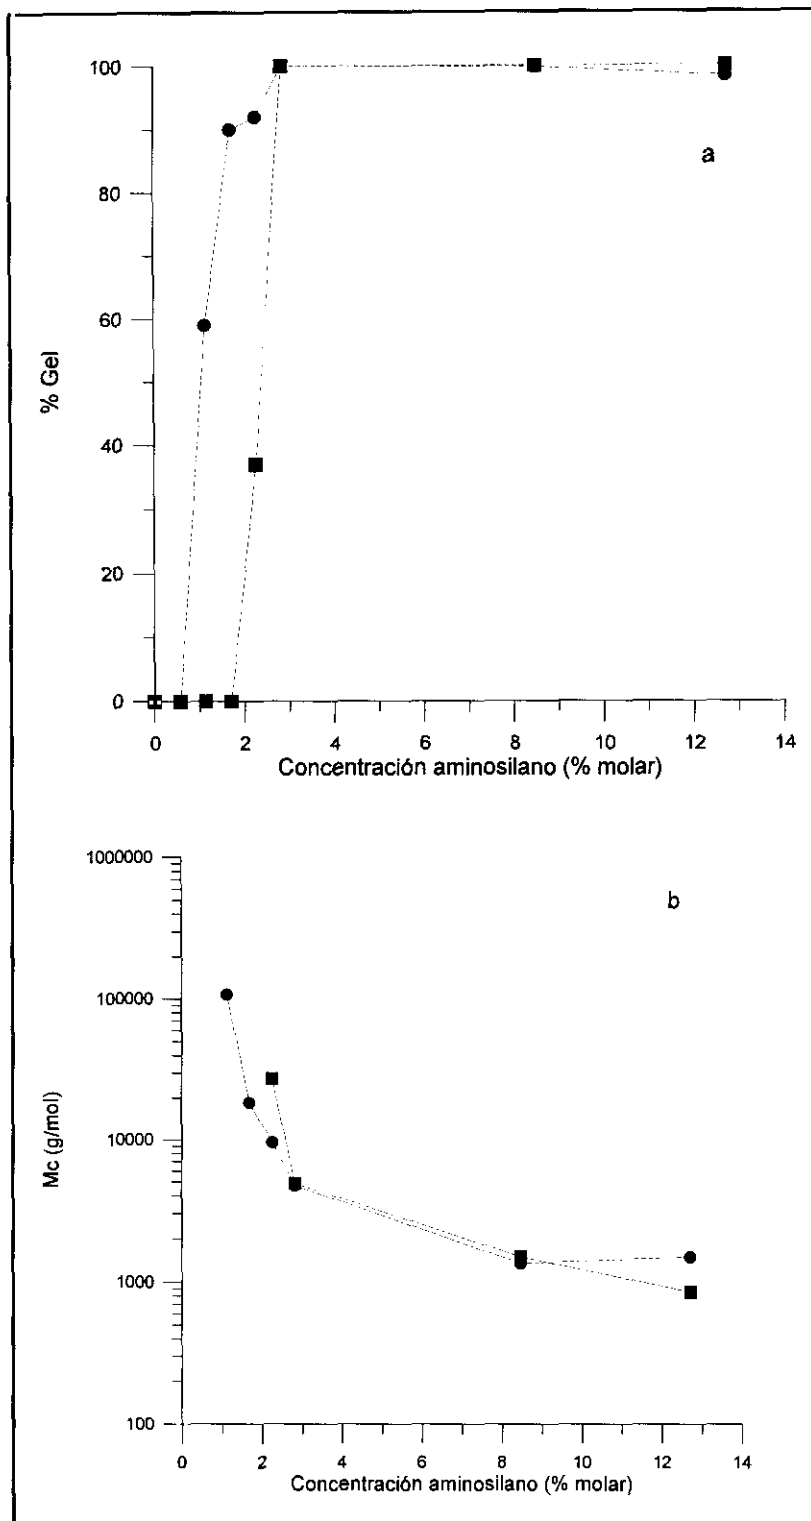 100
80
60
40
20
0
% Gel
a
0 2 4 6 8 10 12 14
Concentración aminosilano (% molar)
1000000
100000
10000
1000
100
Mc (g/mol)
b
0 2 4 6 8 10 12 14
Concentración aminosilano (% molar)